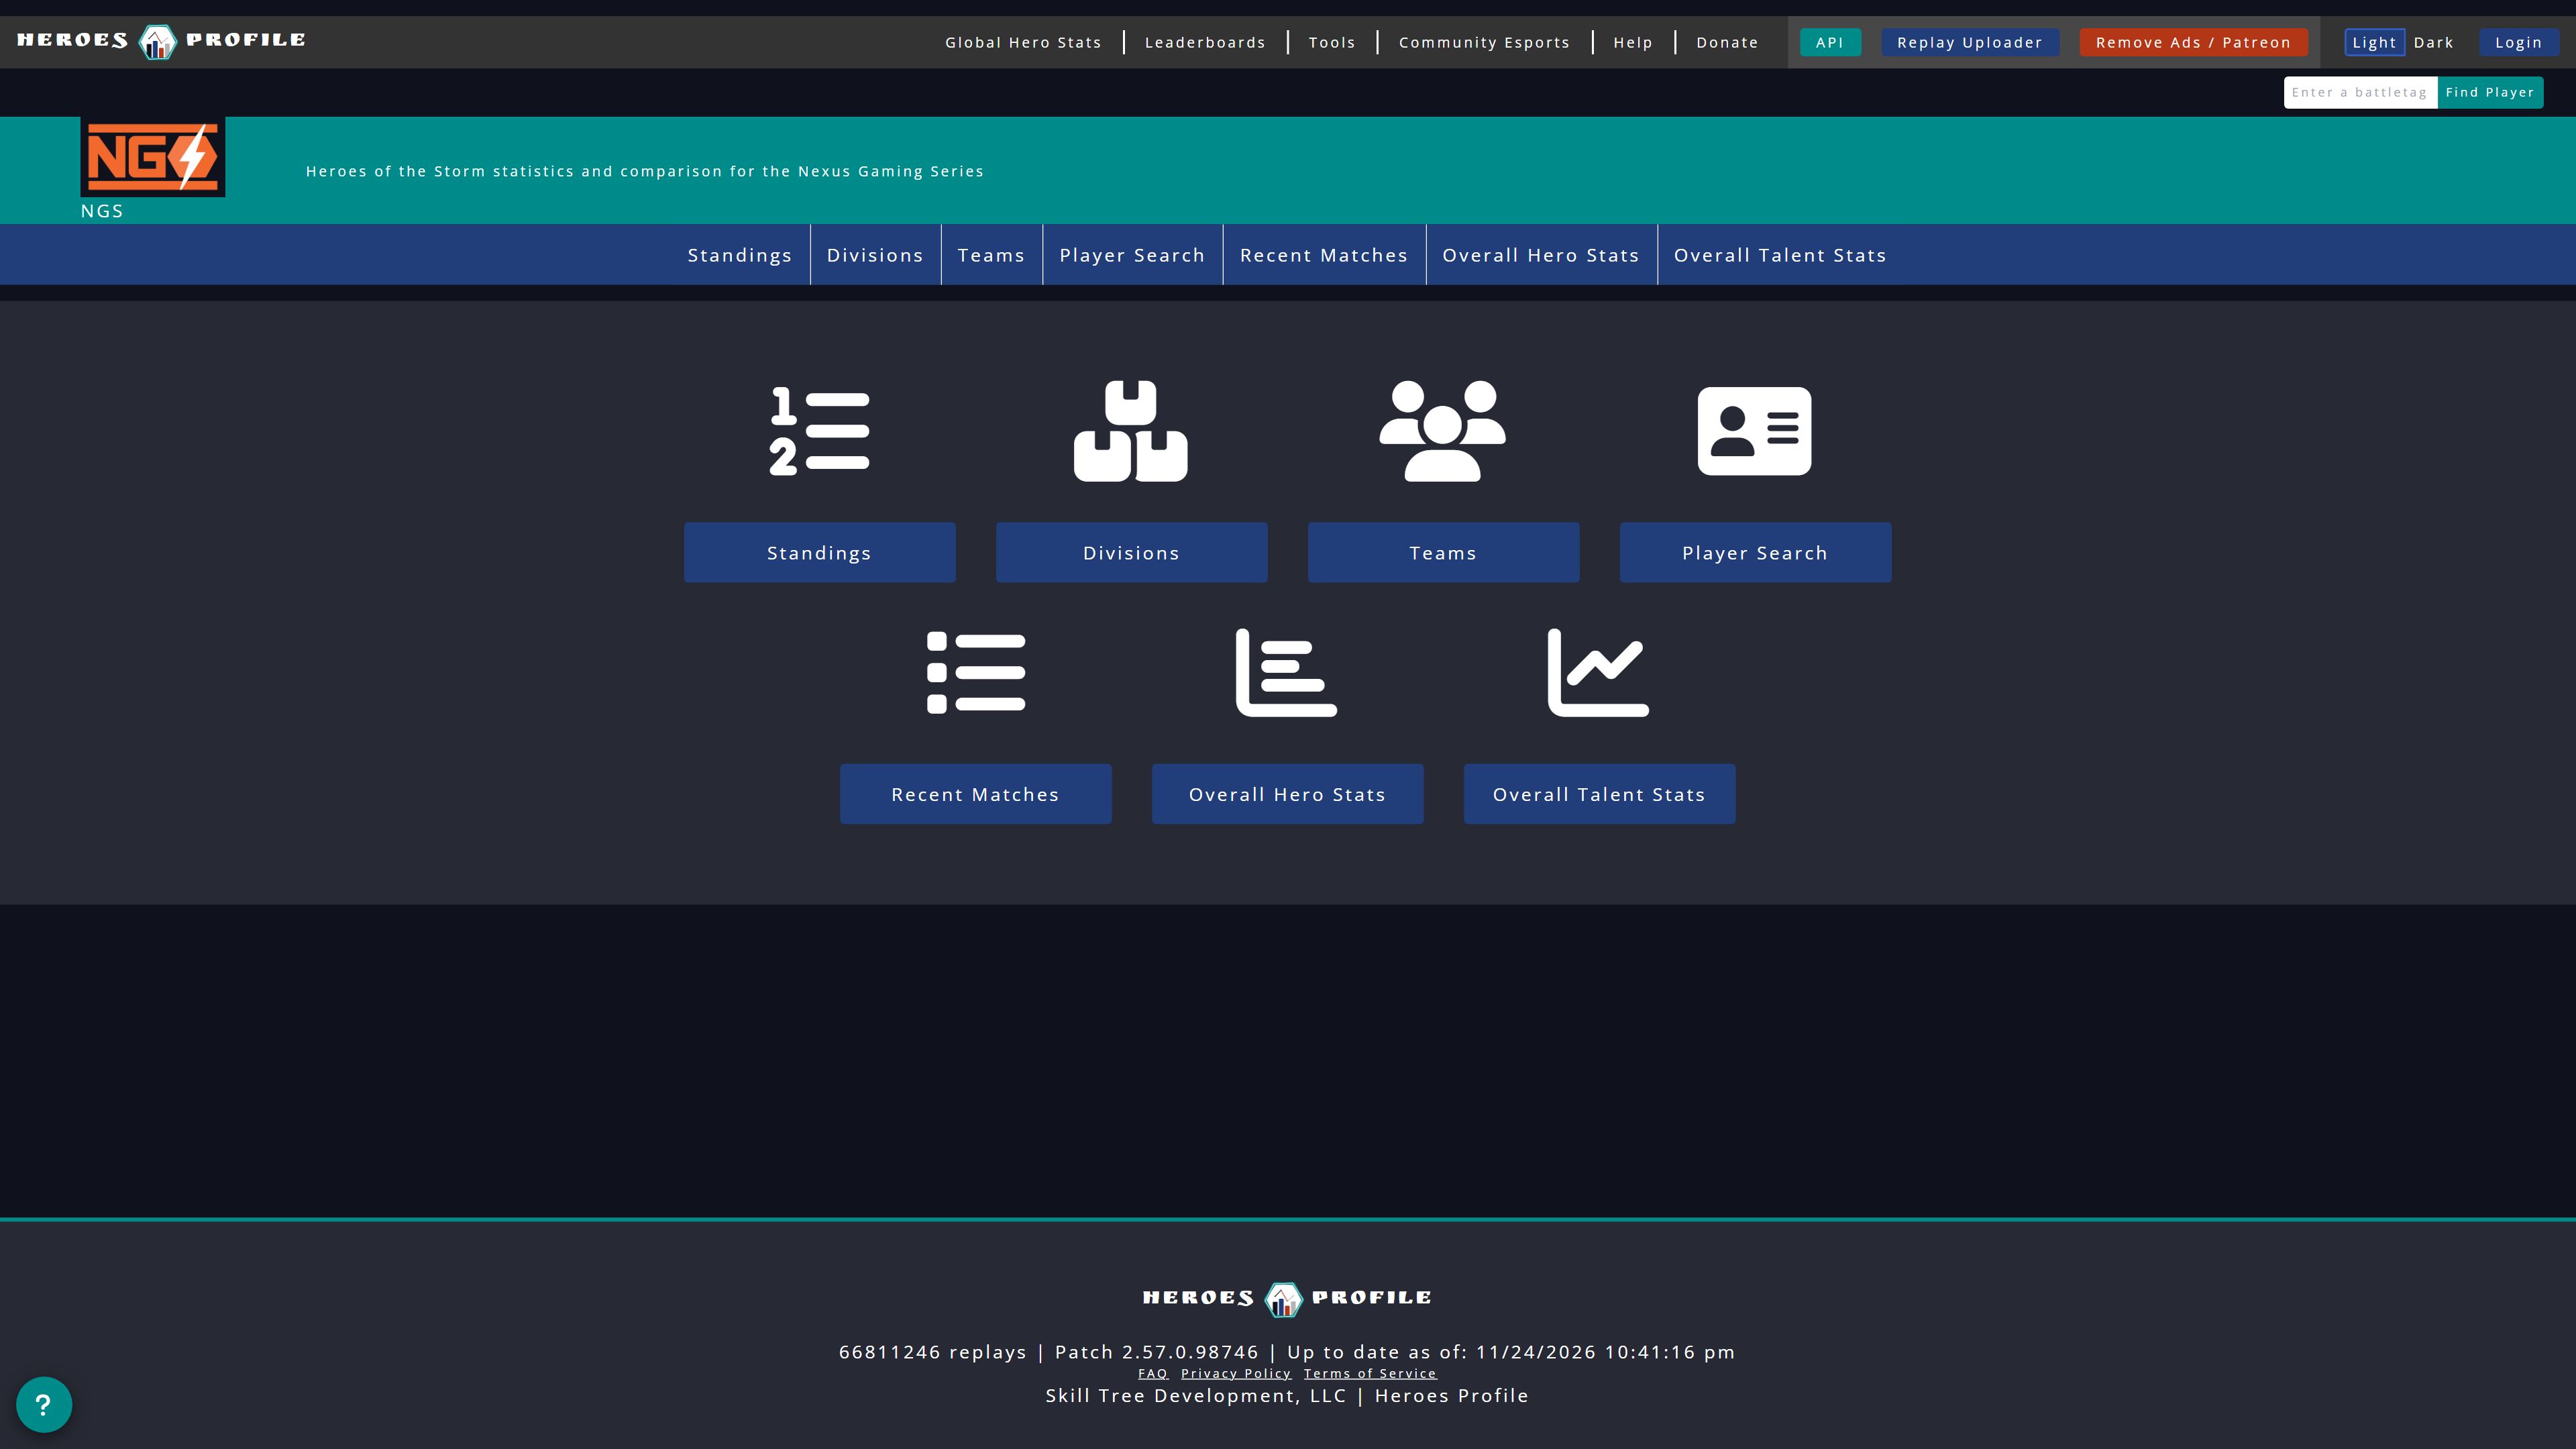 HEROES PROFILE
Global Hero Stats
Leaderboards
Tools
Community Esports
Help
Donate
API
Replay Uploader
Remove Ads / Patreon
Light
Dark
Login
Enter a battletag
Find Player
NGS
Heroes of the Storm statistics and comparison for the Nexus Gaming Series
NGS
Standings
Divisions
Teams
Player Search
Recent Matches
Overall Hero Stats
Overall Talent Stats
1
2
Standings
Divisions
Teams
Player Search
Recent Matches
Overall Hero Stats
Overall Talent Stats
HEROES PROFILE
66811246 replays | Patch 2.57.0.98746 | Up to date as of: 11/24/2026 10:41:16 pm
FAQ Privacy Policy Terms of Service
Skill Tree Development, LLC | Heroes Profile
?